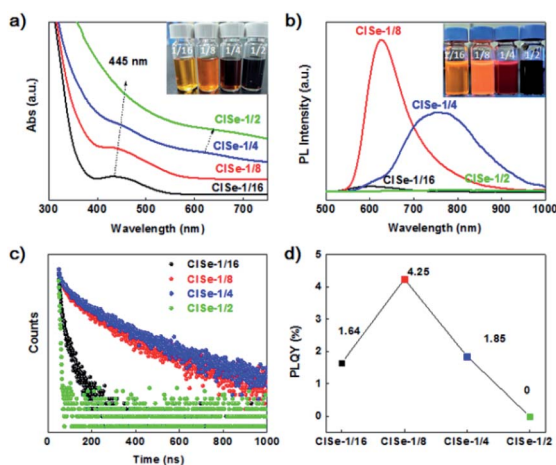 a)
1/16 1/8 1/4 1/2
445 nm
CISe-1/2
CISe-1/4
CISe-1/8
CISe-1/16
Abs (a.u.)
300 400 500 600 700
Wavelength (nm)
b)
CISe-1/8
1/16 1/8 1/4 1/2
CISe-1/4
CISe-1/16
CISe-1/2
PL Intensity (a.u.)
500 600 700 800 900 1000
Wavelength (nm)
c)
CISe-1/16
CISe-1/8
CISe-1/4
CISe-1/2
Counts
0 200 400 600 800 1000
Time (ns)
d)
5
4
3
2
1
0
PLQY (%)
1.64
4.25
1.85
0
CISe-1/16 CISe-1/8 CISe-1/4 CISe-1/2